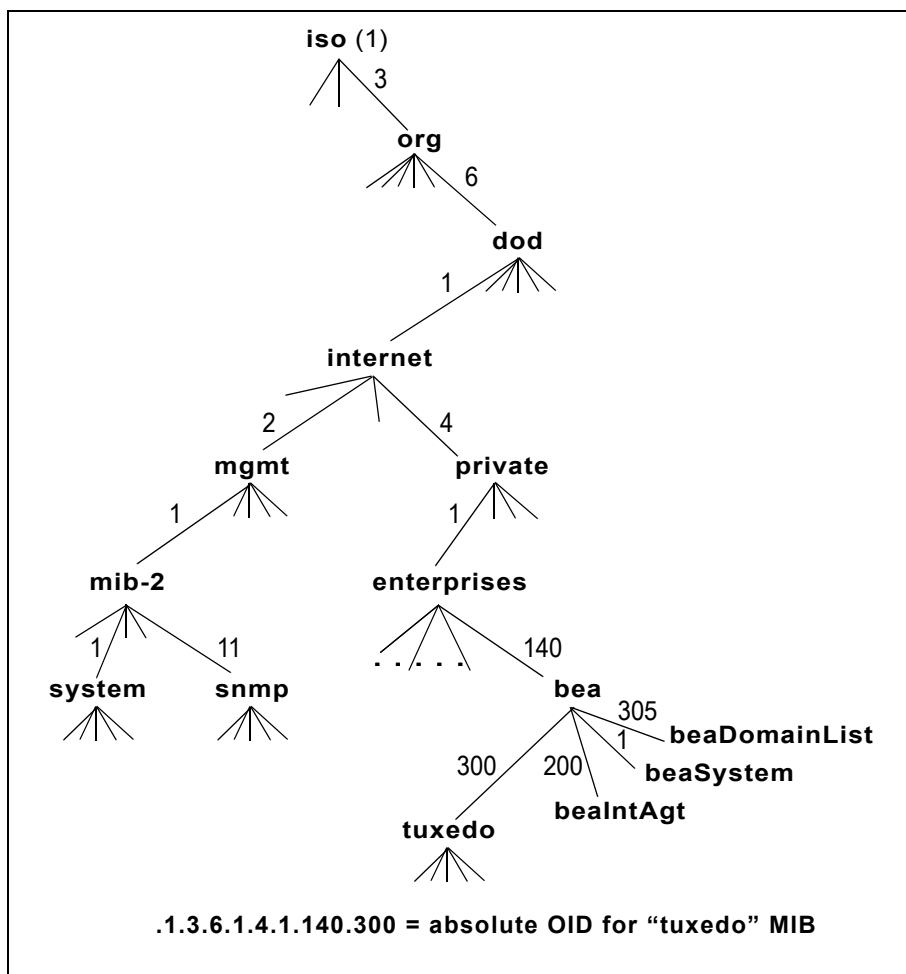 iso (1)
3
org
6
dod
1
internet
2
4
mgmt
private
1
1
mib-2
enterprises
1
11
140
system
snmp
. . . . .
bea
305
beaDomainList
1
300
200
beaSystem
beaIntAgt
tuxedo
.1.3.6.1.4.1.140.300 = absolute OID for “tuxedo” MIB